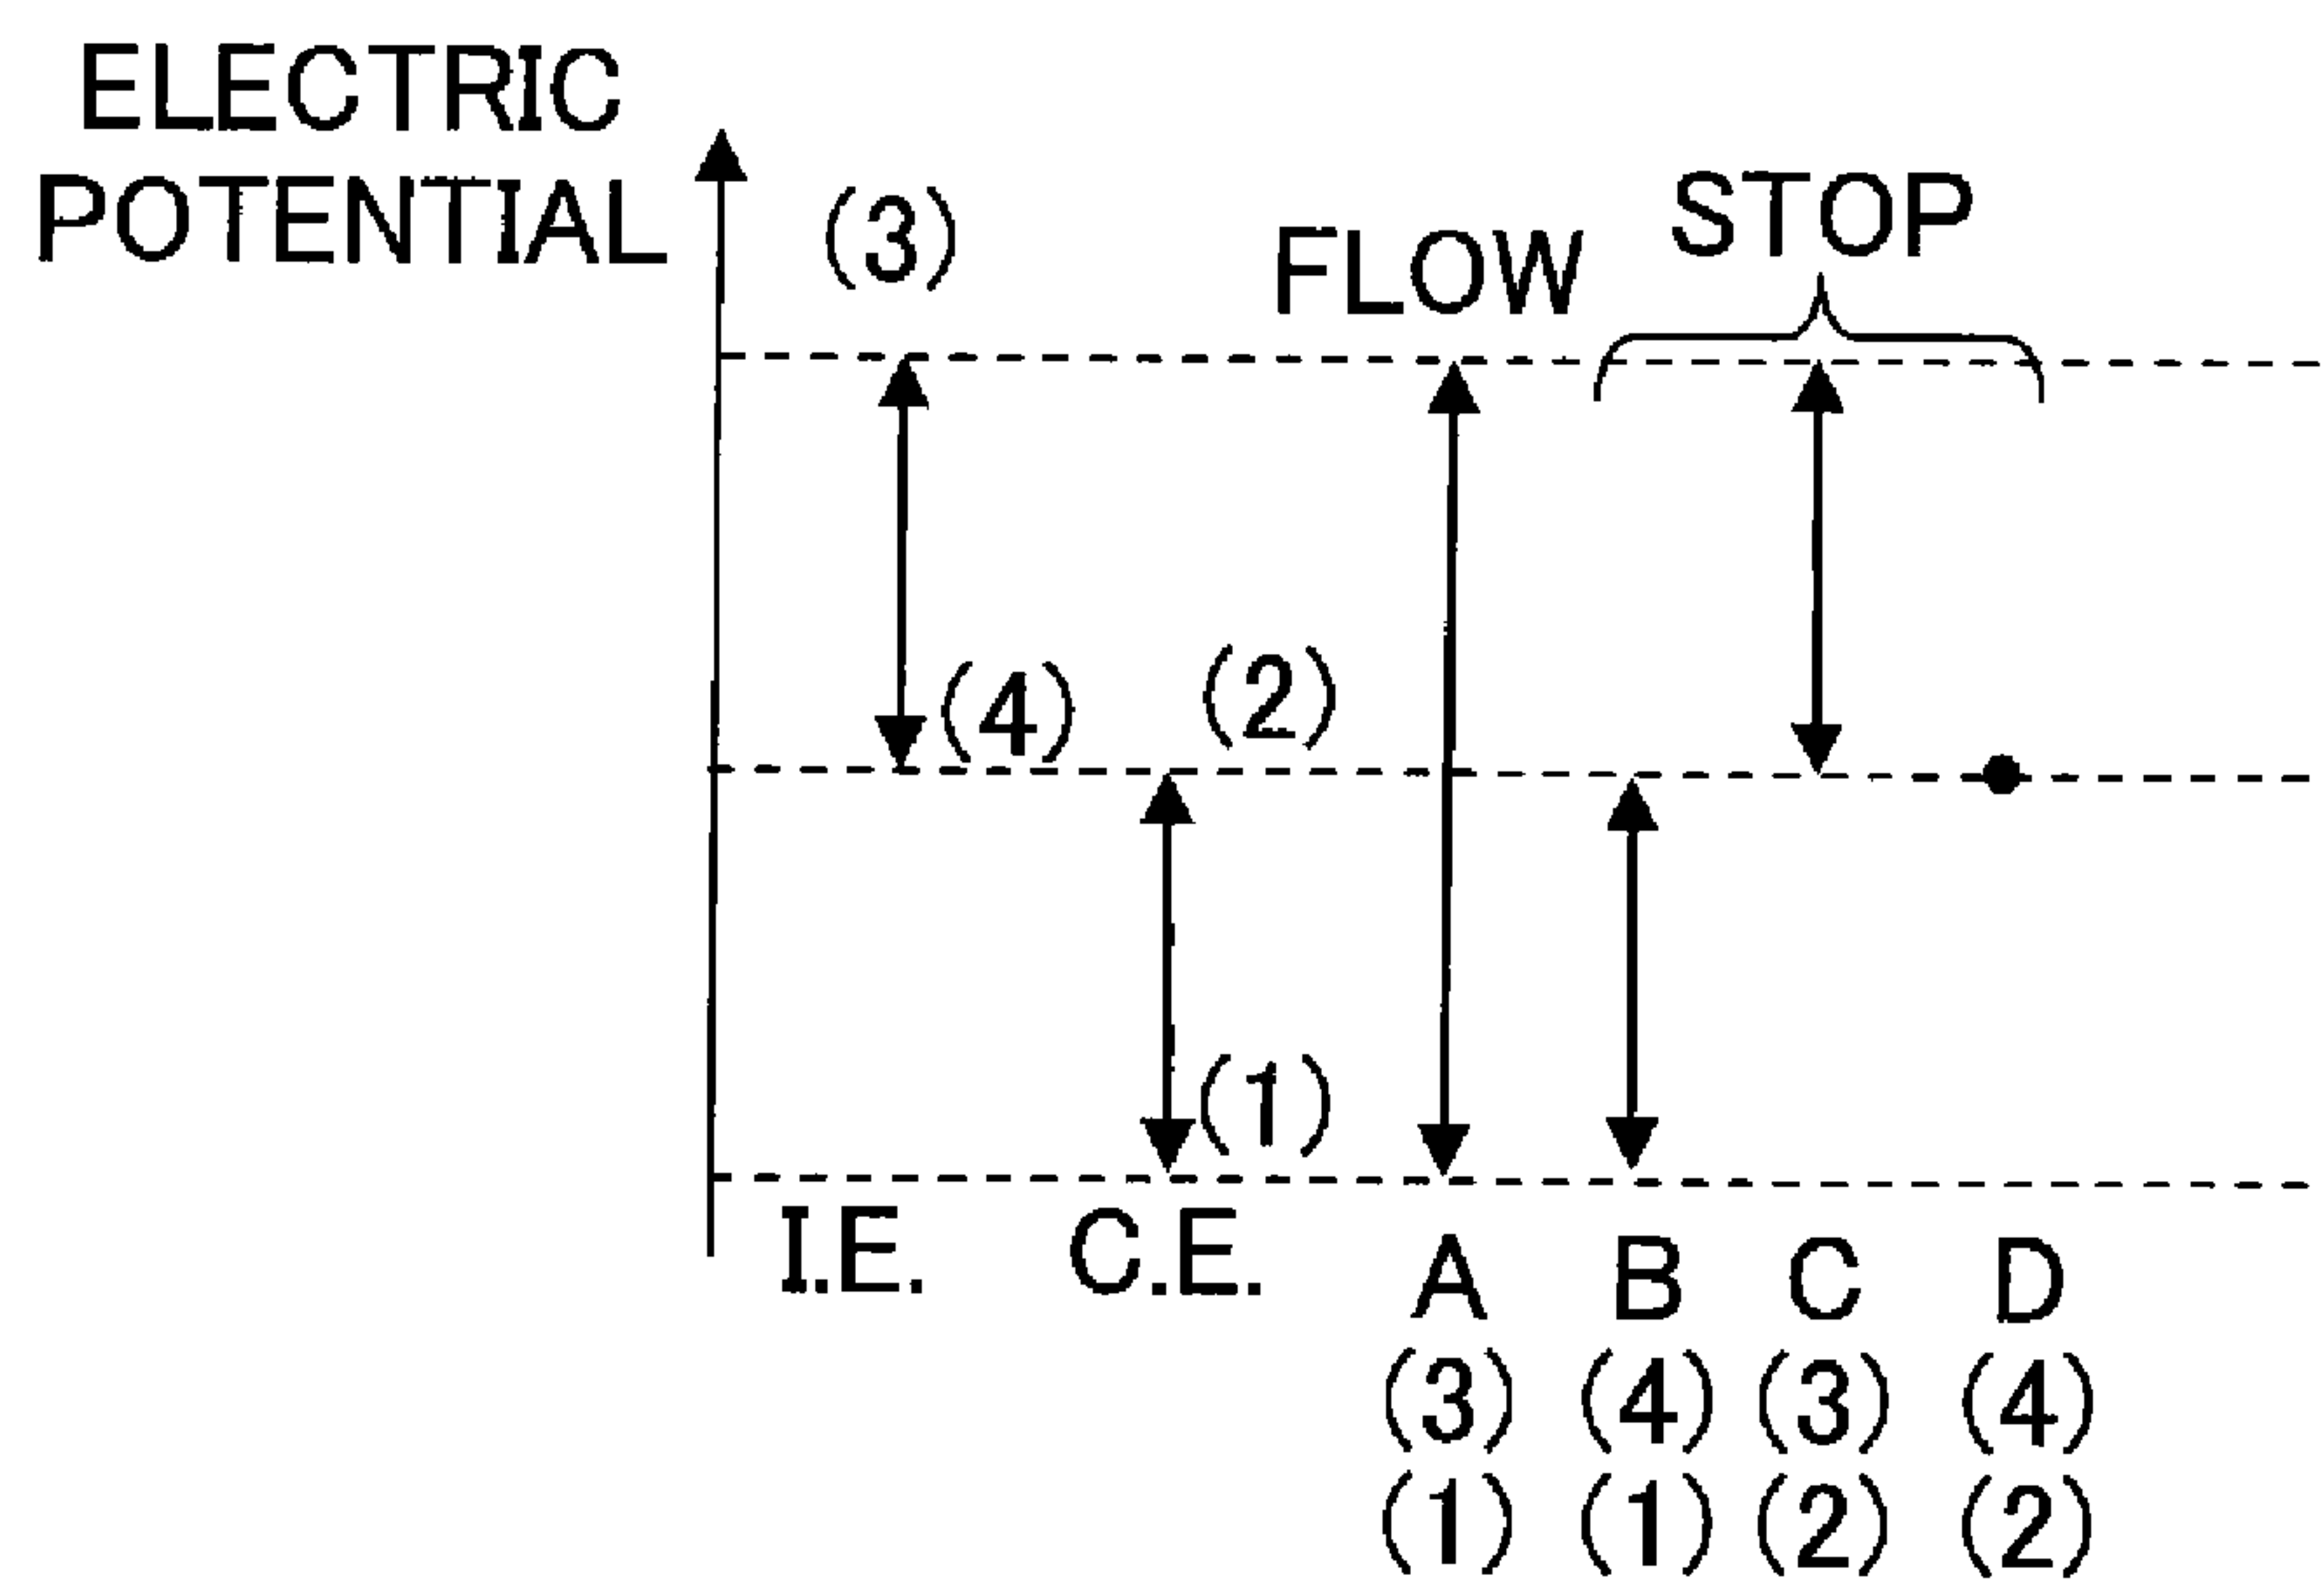 ELECTRIC
POTENTIAL
(3)
FLOW
STOP
(4)
(2)
(1)
I.E. C.E. A B C D
(3) (4) (3) (4)
(1) (1) (2) (2)